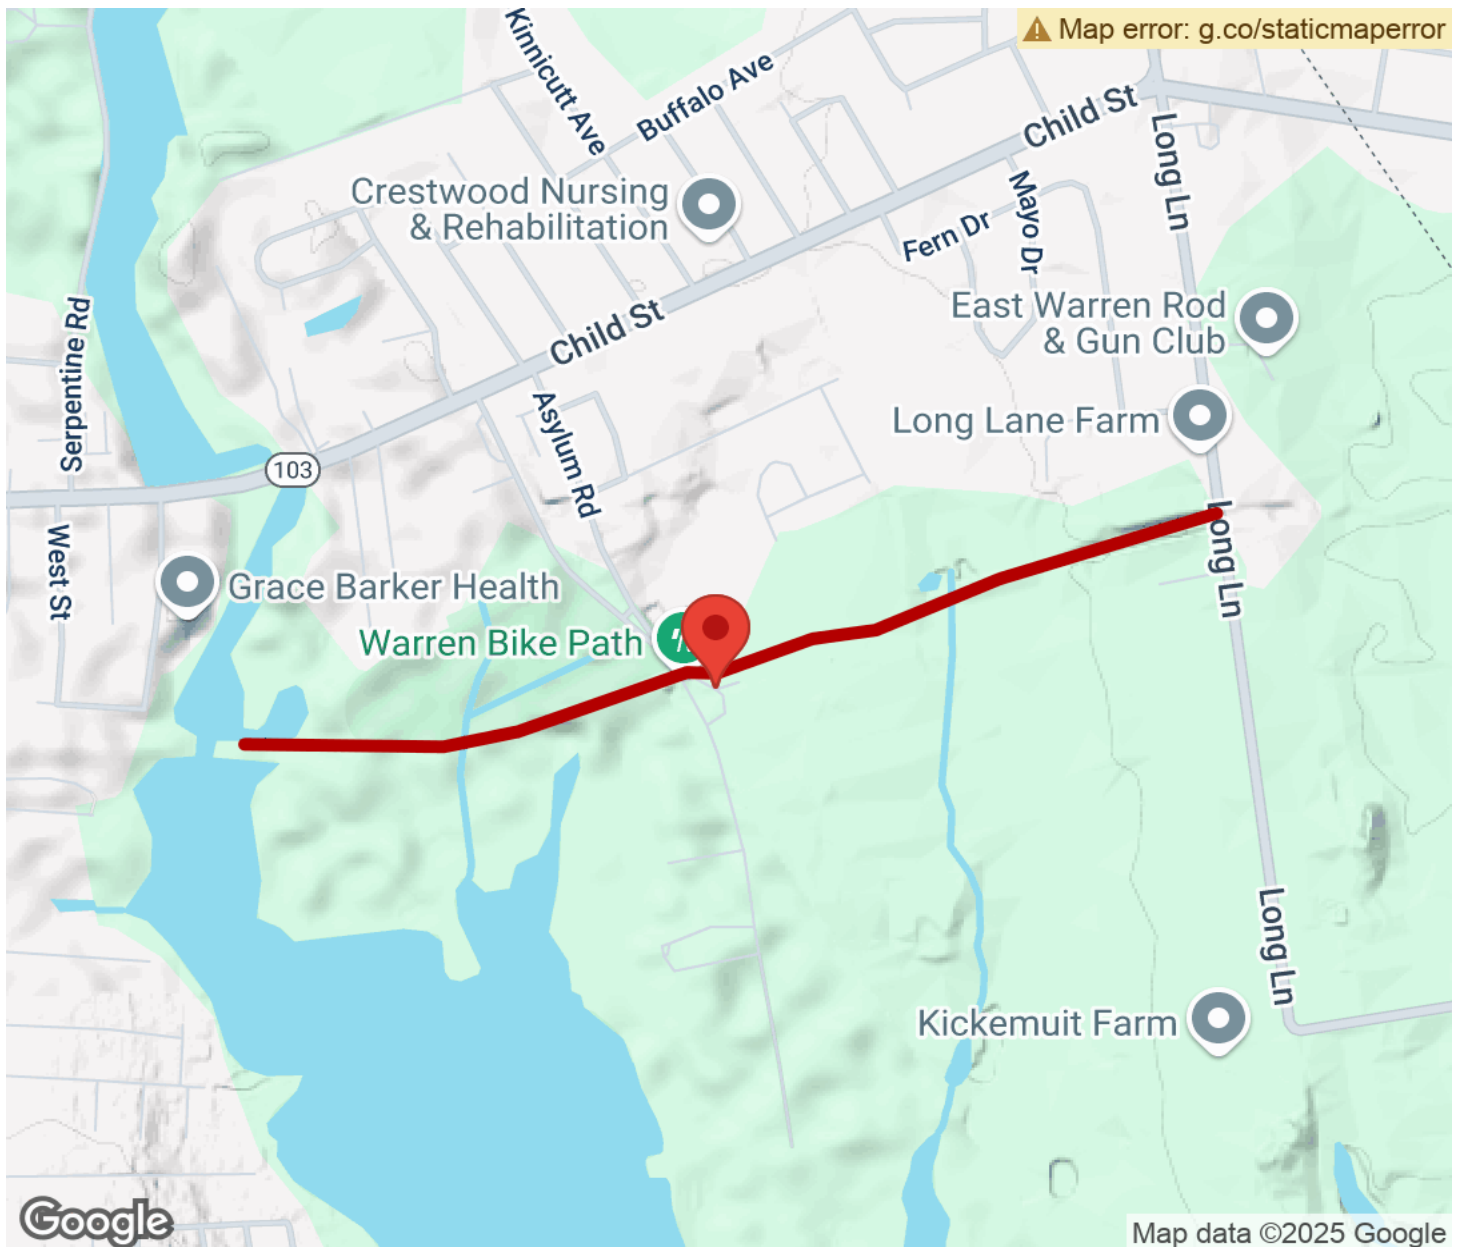 Map error: g.co/staticmaperror
Kinnicutt Ave
Buffalo Ave
Child St
Long Ln
Crestwood Nursing
& Rehabilitation
Mayo Dr
Fern Dr
East Warren Rod
& Gun Club
Child St
Serpentine Rd
Asylum Rd
Long Lane Farm
103
West St
Long Ln
Grace Barker Health
Warren Bike Path
Long Ln
Kickemuit Farm
Google
Map data ©2025 Google